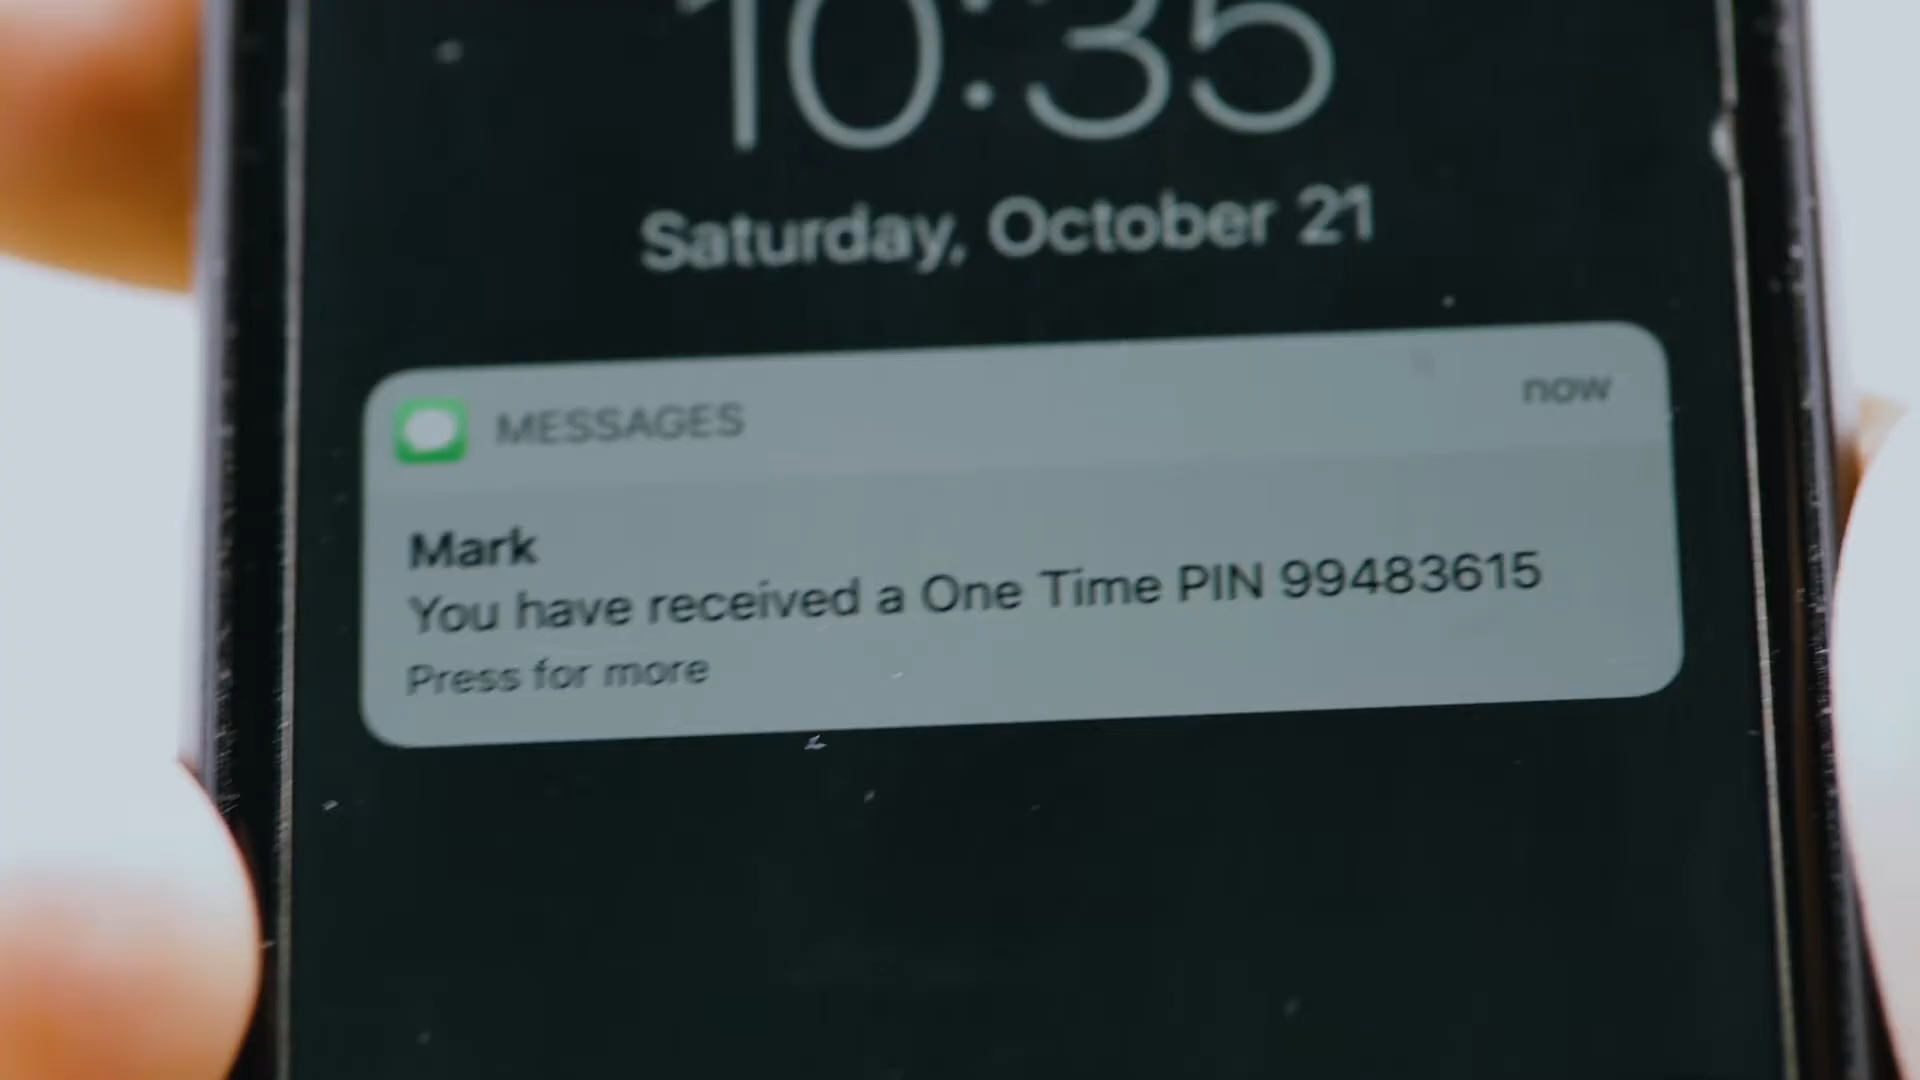 10:35
Saturday, October 21
MESSAGES now
Mark
You have received a One Time PIN 99483615
Press for more